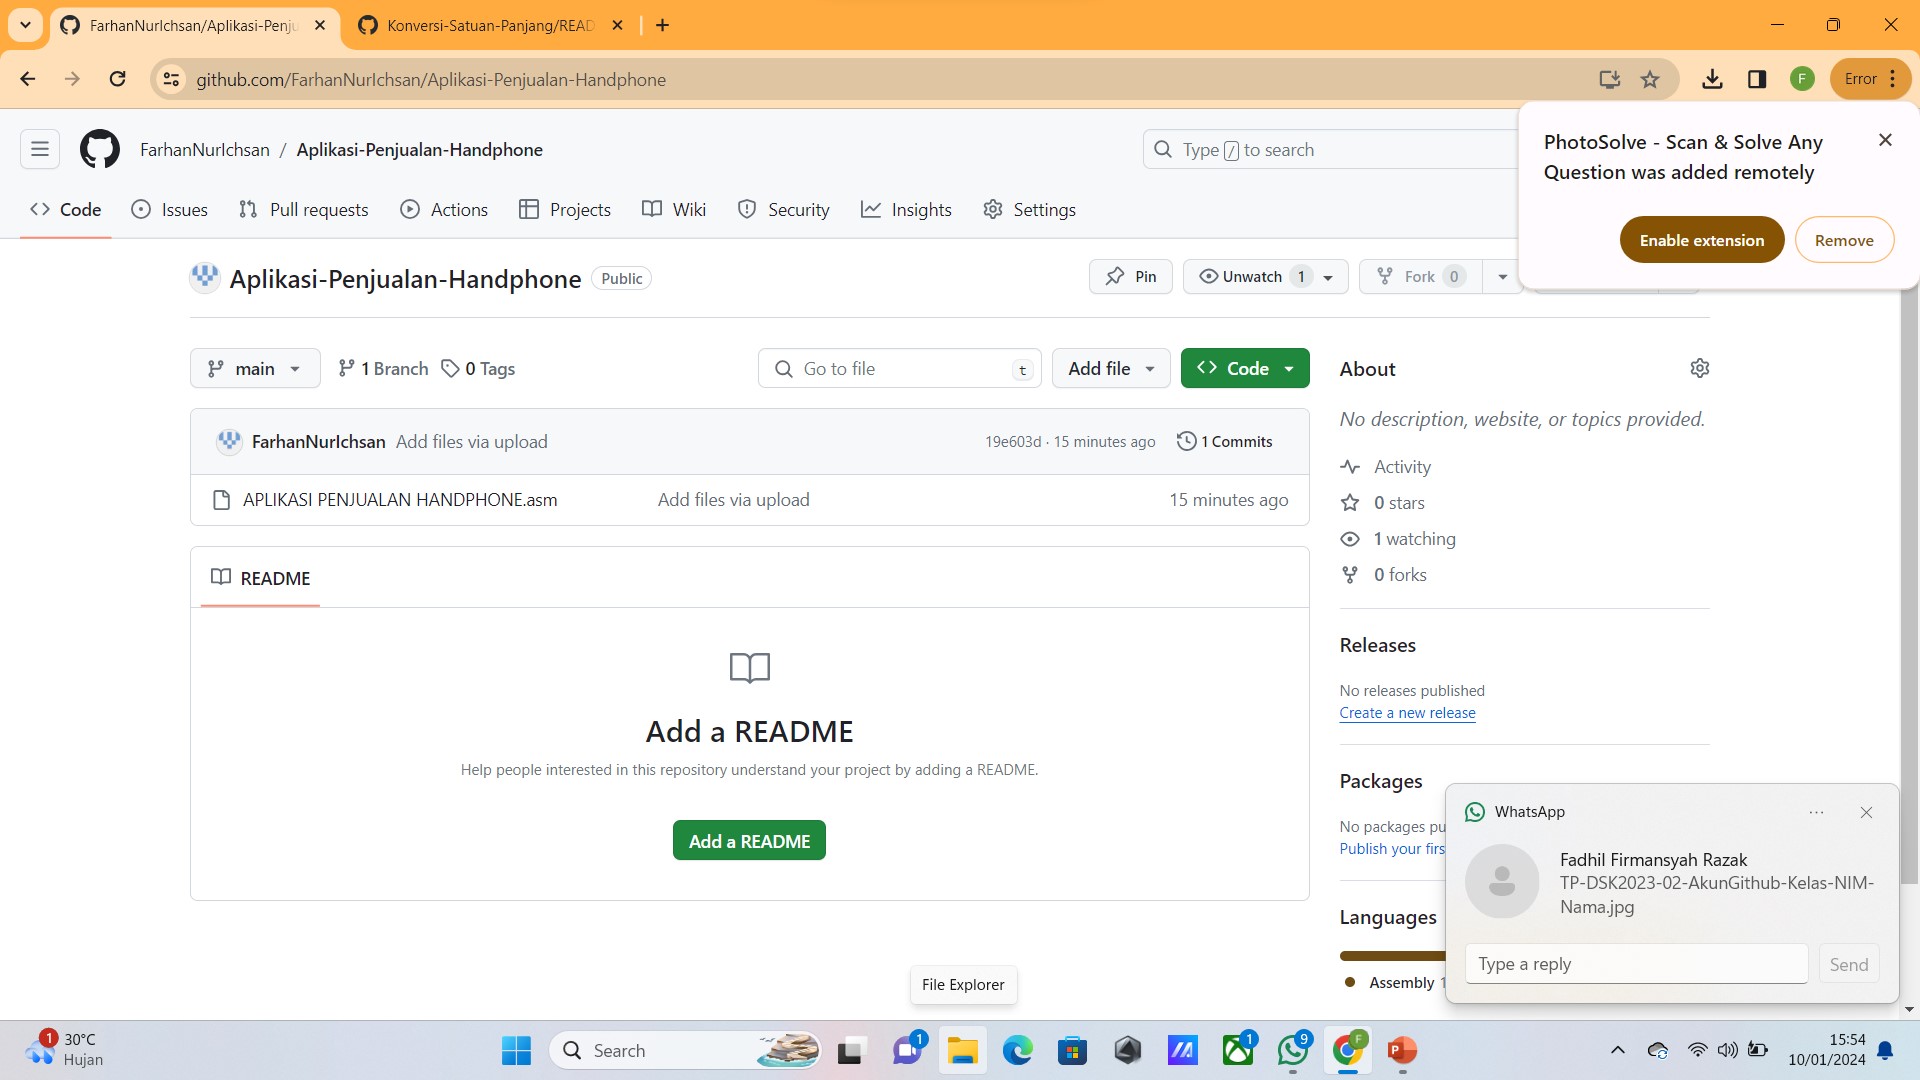 FarhanNurIchsan/Aplikasi-Penju
Konversi-Satuan-Panjang/READ
github.com/FarhanNurIchsan/Aplikasi-Penjualan-Handphone
F
Error
PhotoSolve - Scan & Solve Any
Question was added remotely
Enable extension
Remove
FarhanNurIchsan / Aplikasi-Penjualan-Handphone
Type / to search
Code
Issues
Pull requests
Actions
Projects
Wiki
Security
Insights
Settings
Aplikasi-Penjualan-Handphone
Public
Pin
Unwatch 1
Fork 0
main
1 Branch
0 Tags
Go to file
t
Add file
Code
FarhanNurIchsan Add files via upload
19e603d · 15 minutes ago
1 Commits
APLIKASI PENJUALAN HANDPHONE.asm
Add files via upload
15 minutes ago
README
Add a README
Help people interested in this repository understand your project by adding a README.
Add a README
About
No description, website, or topics provided.
Activity
0 stars
1 watching
0 forks
Releases
No releases published
Create a new release
Packages
No packages pu
Publish your firs
Languages
Assembly 1
WhatsApp
Fadhil Firmansyah Razak
TP-DSK2023-02-AkunGithub-Kelas-NIM-
Nama.jpg
Type a reply
Send
File Explorer
1
30°C
Hujan
Search
1
1
9
F
P
15:54
10/01/2024